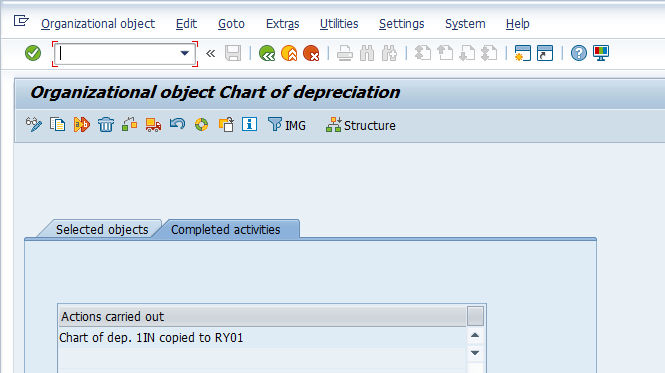 Organizational object Edit Goto Extras Utilities Settings System Help
Organizational object Chart of depreciation
IMG Structure
Selected objects Completed activities
Actions carried out
Chart of dep. 1IN copied to RY01